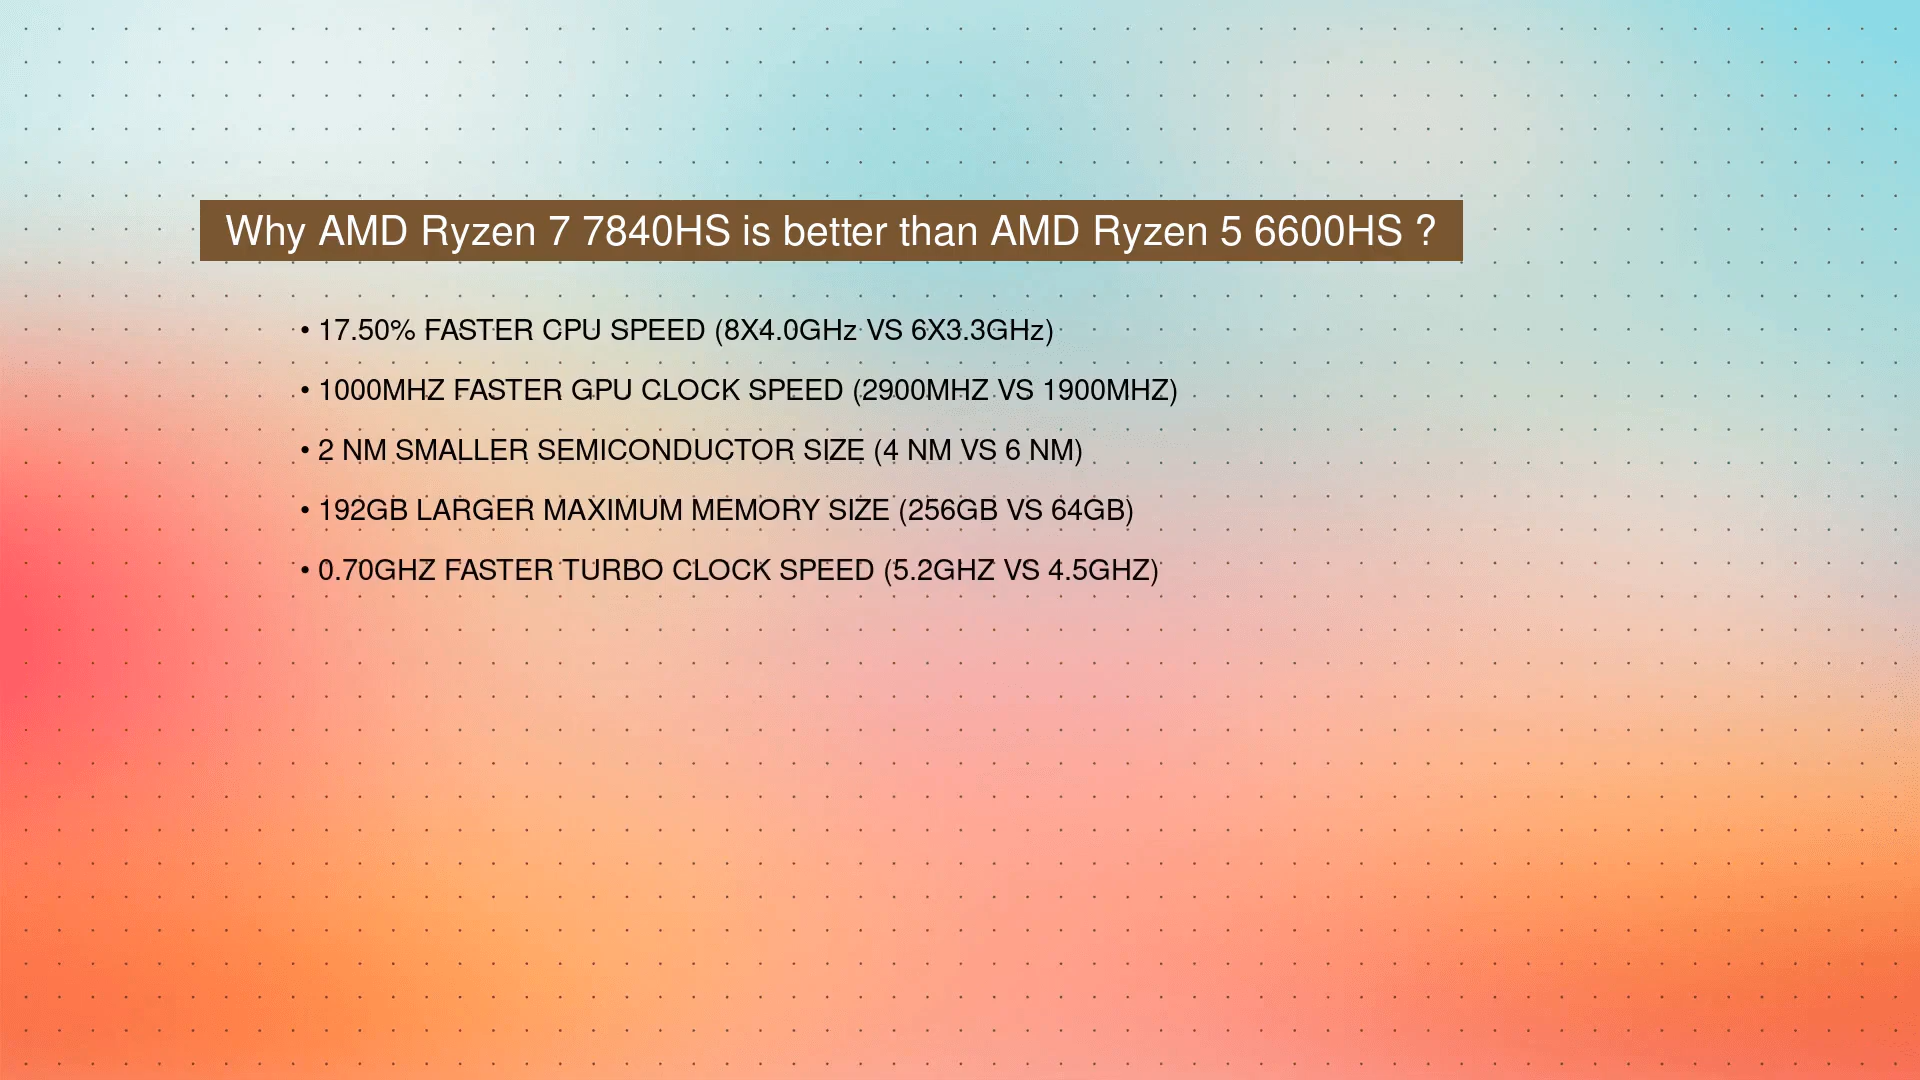 Why AMD Ryzen 7 7840HS is better than AMD Ryzen 5 6600HS ?
• 17.50% FASTER CPU SPEED (8X4.0GHz VS 6X3.3GHz)
• 1000MHZ FASTER GPU CLOCK SPEED (2900MHZ VS 1900MHZ)
• 2 NM SMALLER SEMICONDUCTOR SIZE (4 NM VS 6 NM)
• 192GB LARGER MAXIMUM MEMORY SIZE (256GB VS 64GB)
• 0.70GHZ FASTER TURBO CLOCK SPEED (5.2GHZ VS 4.5GHZ)